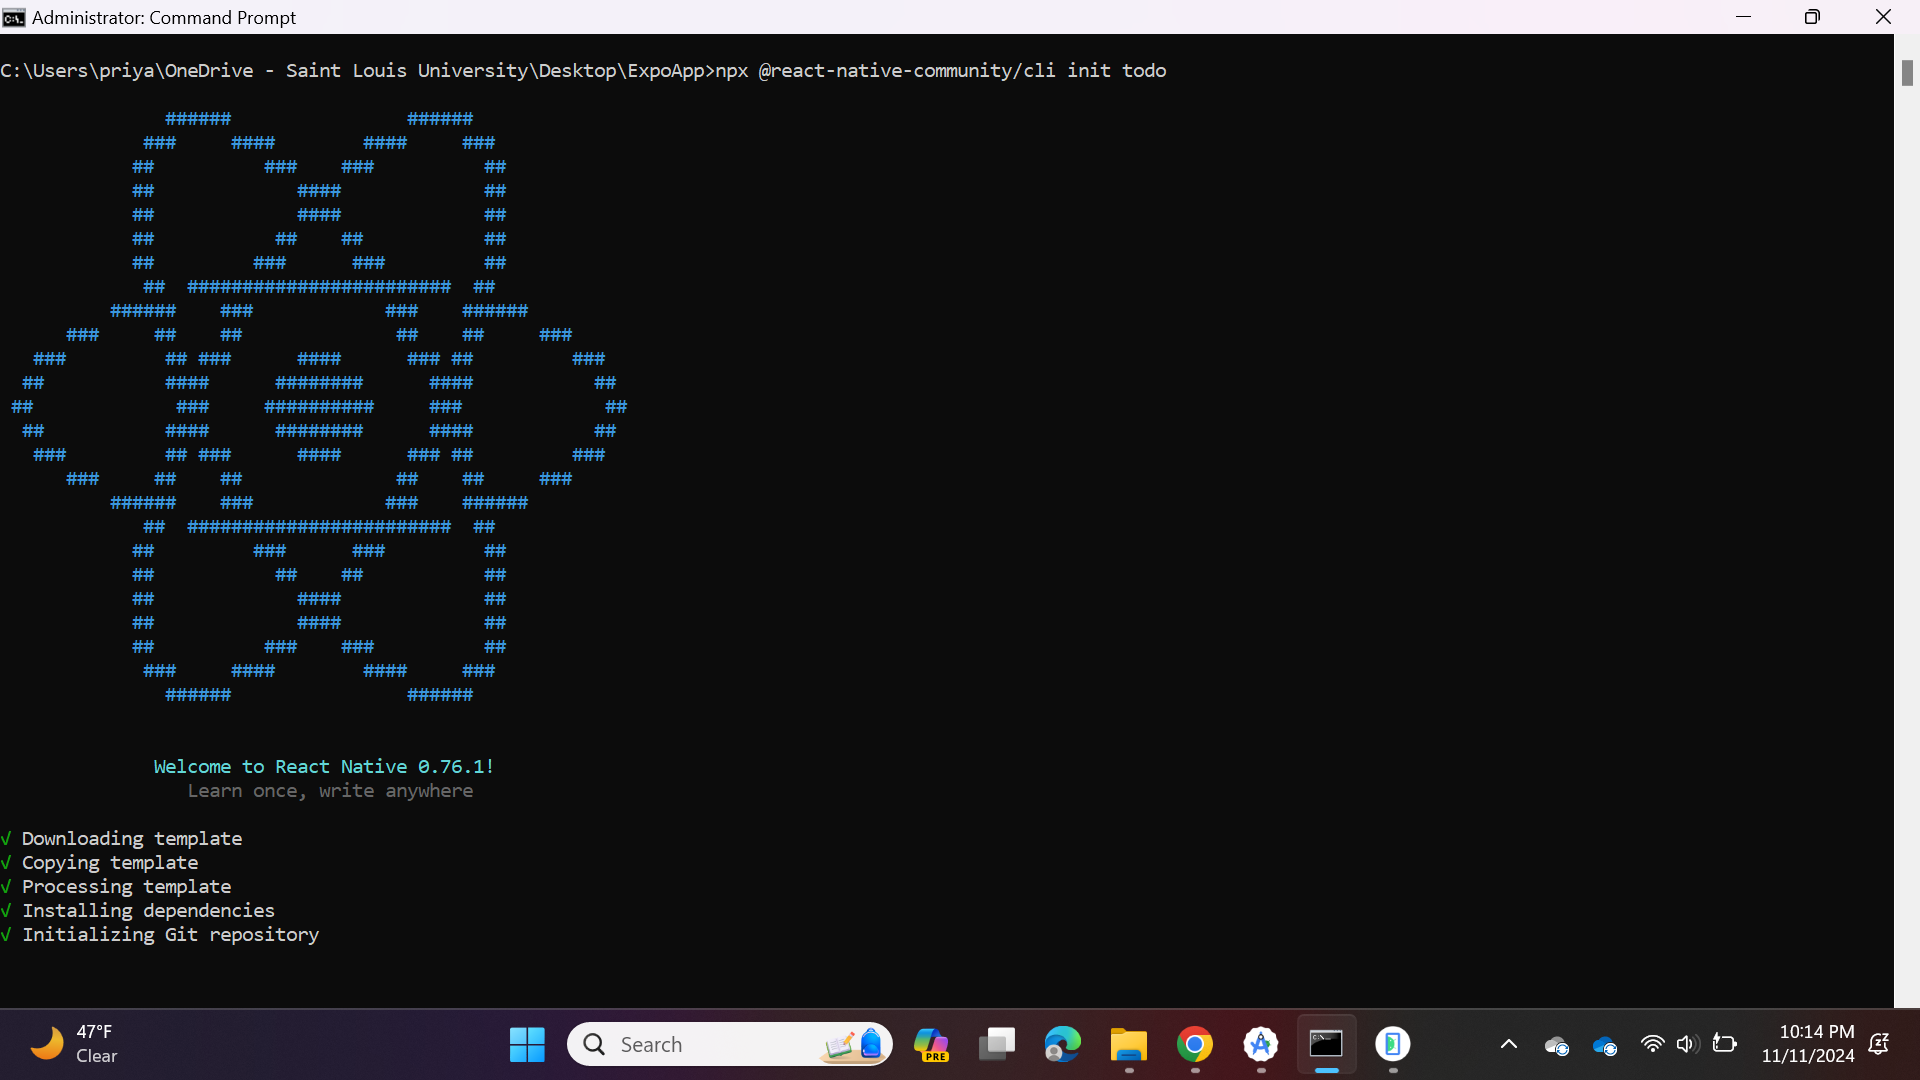 Administrator: Command Prompt
C:\Users\priya\OneDrive - Saint Louis University\Desktop\ExpoApp>npx @react-native-community/cli init todo
               ######                ######
             ###     ####        ####     ###
            ##          ###    ###          ##
            ##             ####             ##
            ##             ####             ##
            ##           ##    ##           ##
            ##         ###      ###         ##
             ##  ########################  ##
          ######    ###            ###    ######
      ###     ##    ##              ##    ##     ###
   ###         ## ###      ####      ### ##         ###
  ##           ####      ########      ####           ##
 ##             ###     ##########     ###             ##
  ##           ####      ########      ####           ##
   ###         ## ###      ####      ### ##         ###
      ###     ##    ##              ##    ##     ###
          ######    ###            ###    ######
             ##  ########################  ##
            ##         ###      ###         ##
            ##           ##    ##           ##
            ##             ####             ##
            ##             ####             ##
            ##          ###    ###          ##
             ###     ####        ####     ###
               ######                ######
Welcome to React Native 0.76.1!
Learn once, write anywhere
√ Downloading template
√ Copying template
√ Processing template
√ Installing dependencies
√ Initializing Git repository
47°F
Clear
Search
PRE
10:14 PM
11/11/2024